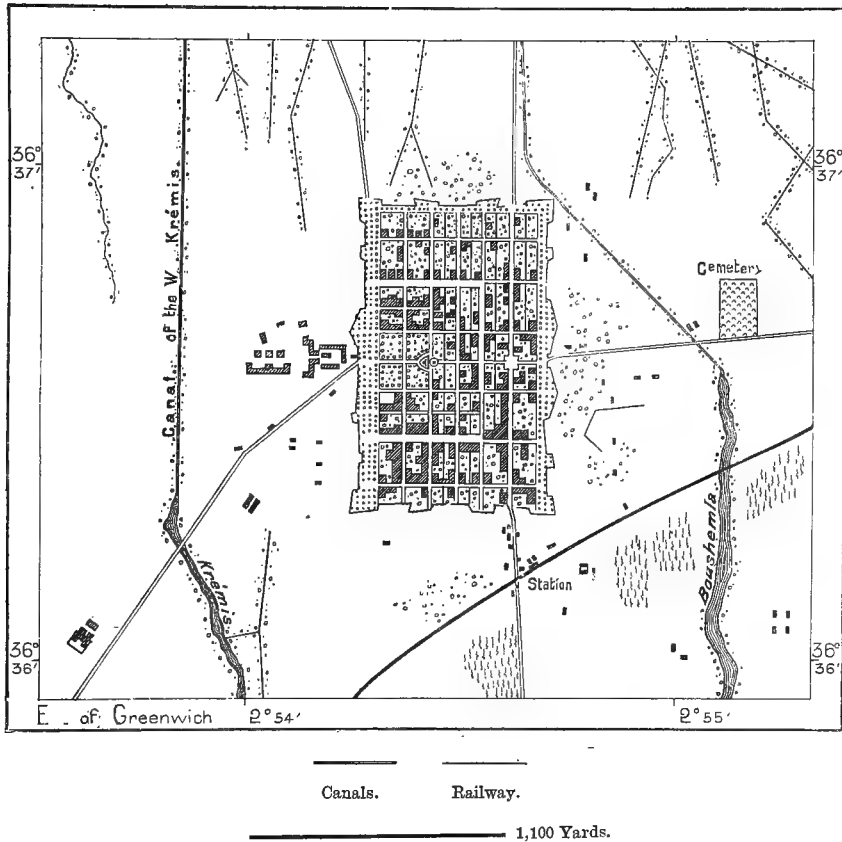 36°
37'
36°
37'
Canal. of the W. Krémis
Cemetery
Krémis
Station
Boushemla
36°
36'
36°
36'
E. of Greenwich 2°54' 2°55'
Canals. Railway.
1,100 Yards.